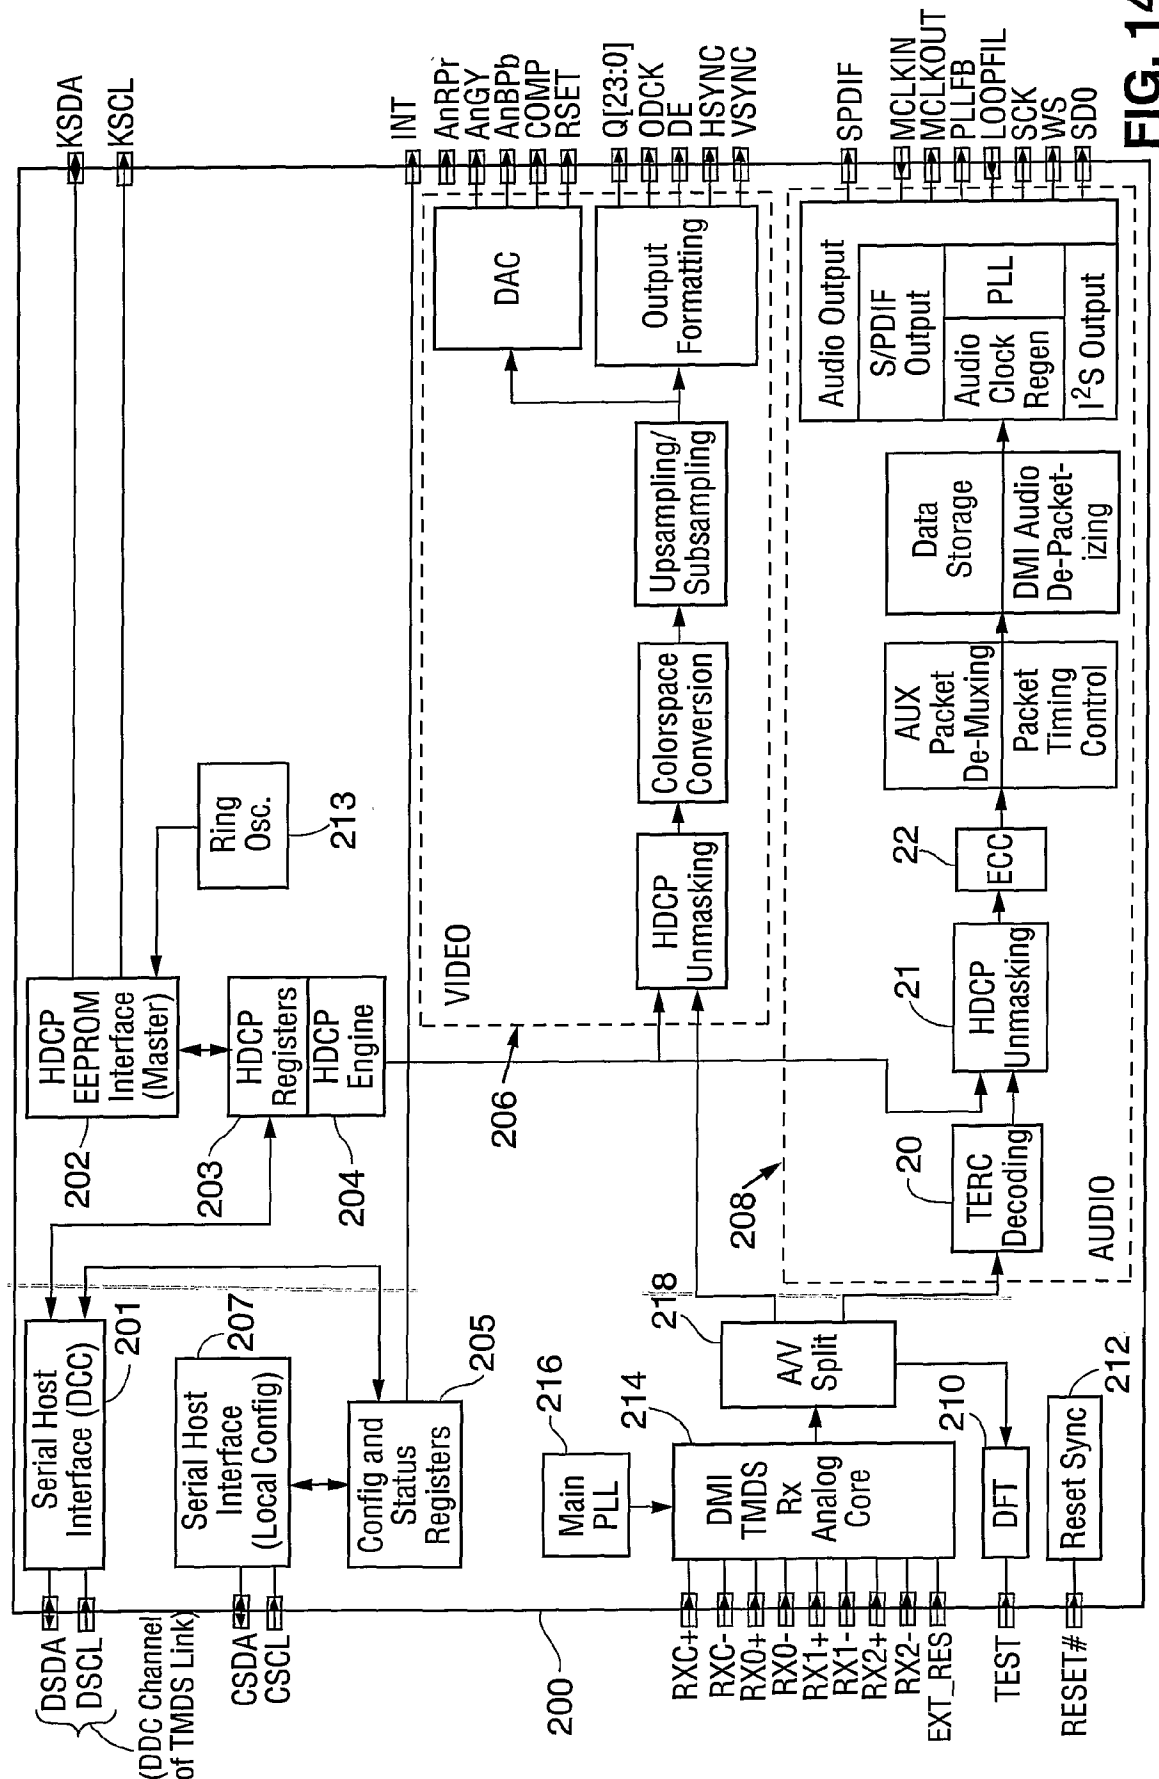 DSDA
DSCL
(DDC Channel
of TMDS Link)
CSDA
CSCL
200
RXC+
RXC-
RX0+
RX0-
RX1+
RX1-
RX2+
RX2-
EXT_RES
TEST
RESET#
Serial Host
Interface (DCC)
201
Serial Host
Interface
(Local Config)
207
Config and
Status
Registers
205
Main
PLL
216
DMI
TMDS
Rx
Analog
Core
214
A/V
Split
218
DFT
210
Reset Sync
212
HDCP
EEPROM
Interface
(Master)
202
HDCP
Registers
203
HDCP
Engine
204
Ring
Osc.
213
206
VIDEO
HDCP
Unmasking
Colorspace
Conversion
Upsampling/
Subsampling
DAC
Output
Formatting
208
AUDIO
TERC
Decoding
20
HDCP
Unmasking
21
ECC
22
AUX
Packet
De-Muxing
Packet
Timing
Control
Data
Storage
DMI Audio
De-Packet-
izing
Audio Output
S/PDIF
Output
Audio
Clock
Regen
PLL
I²S Output
KSDA
KSCL
INT
AnRPr
AnGY
AnBPb
COMP
RSET
Q[23:0]
ODCK
DE
HSYNC
VSYNC
SPDIF
MCLKIN
MCLKOUT
PLLFB
LOOPFIL
SCK
WS
SD0
FIG. 14